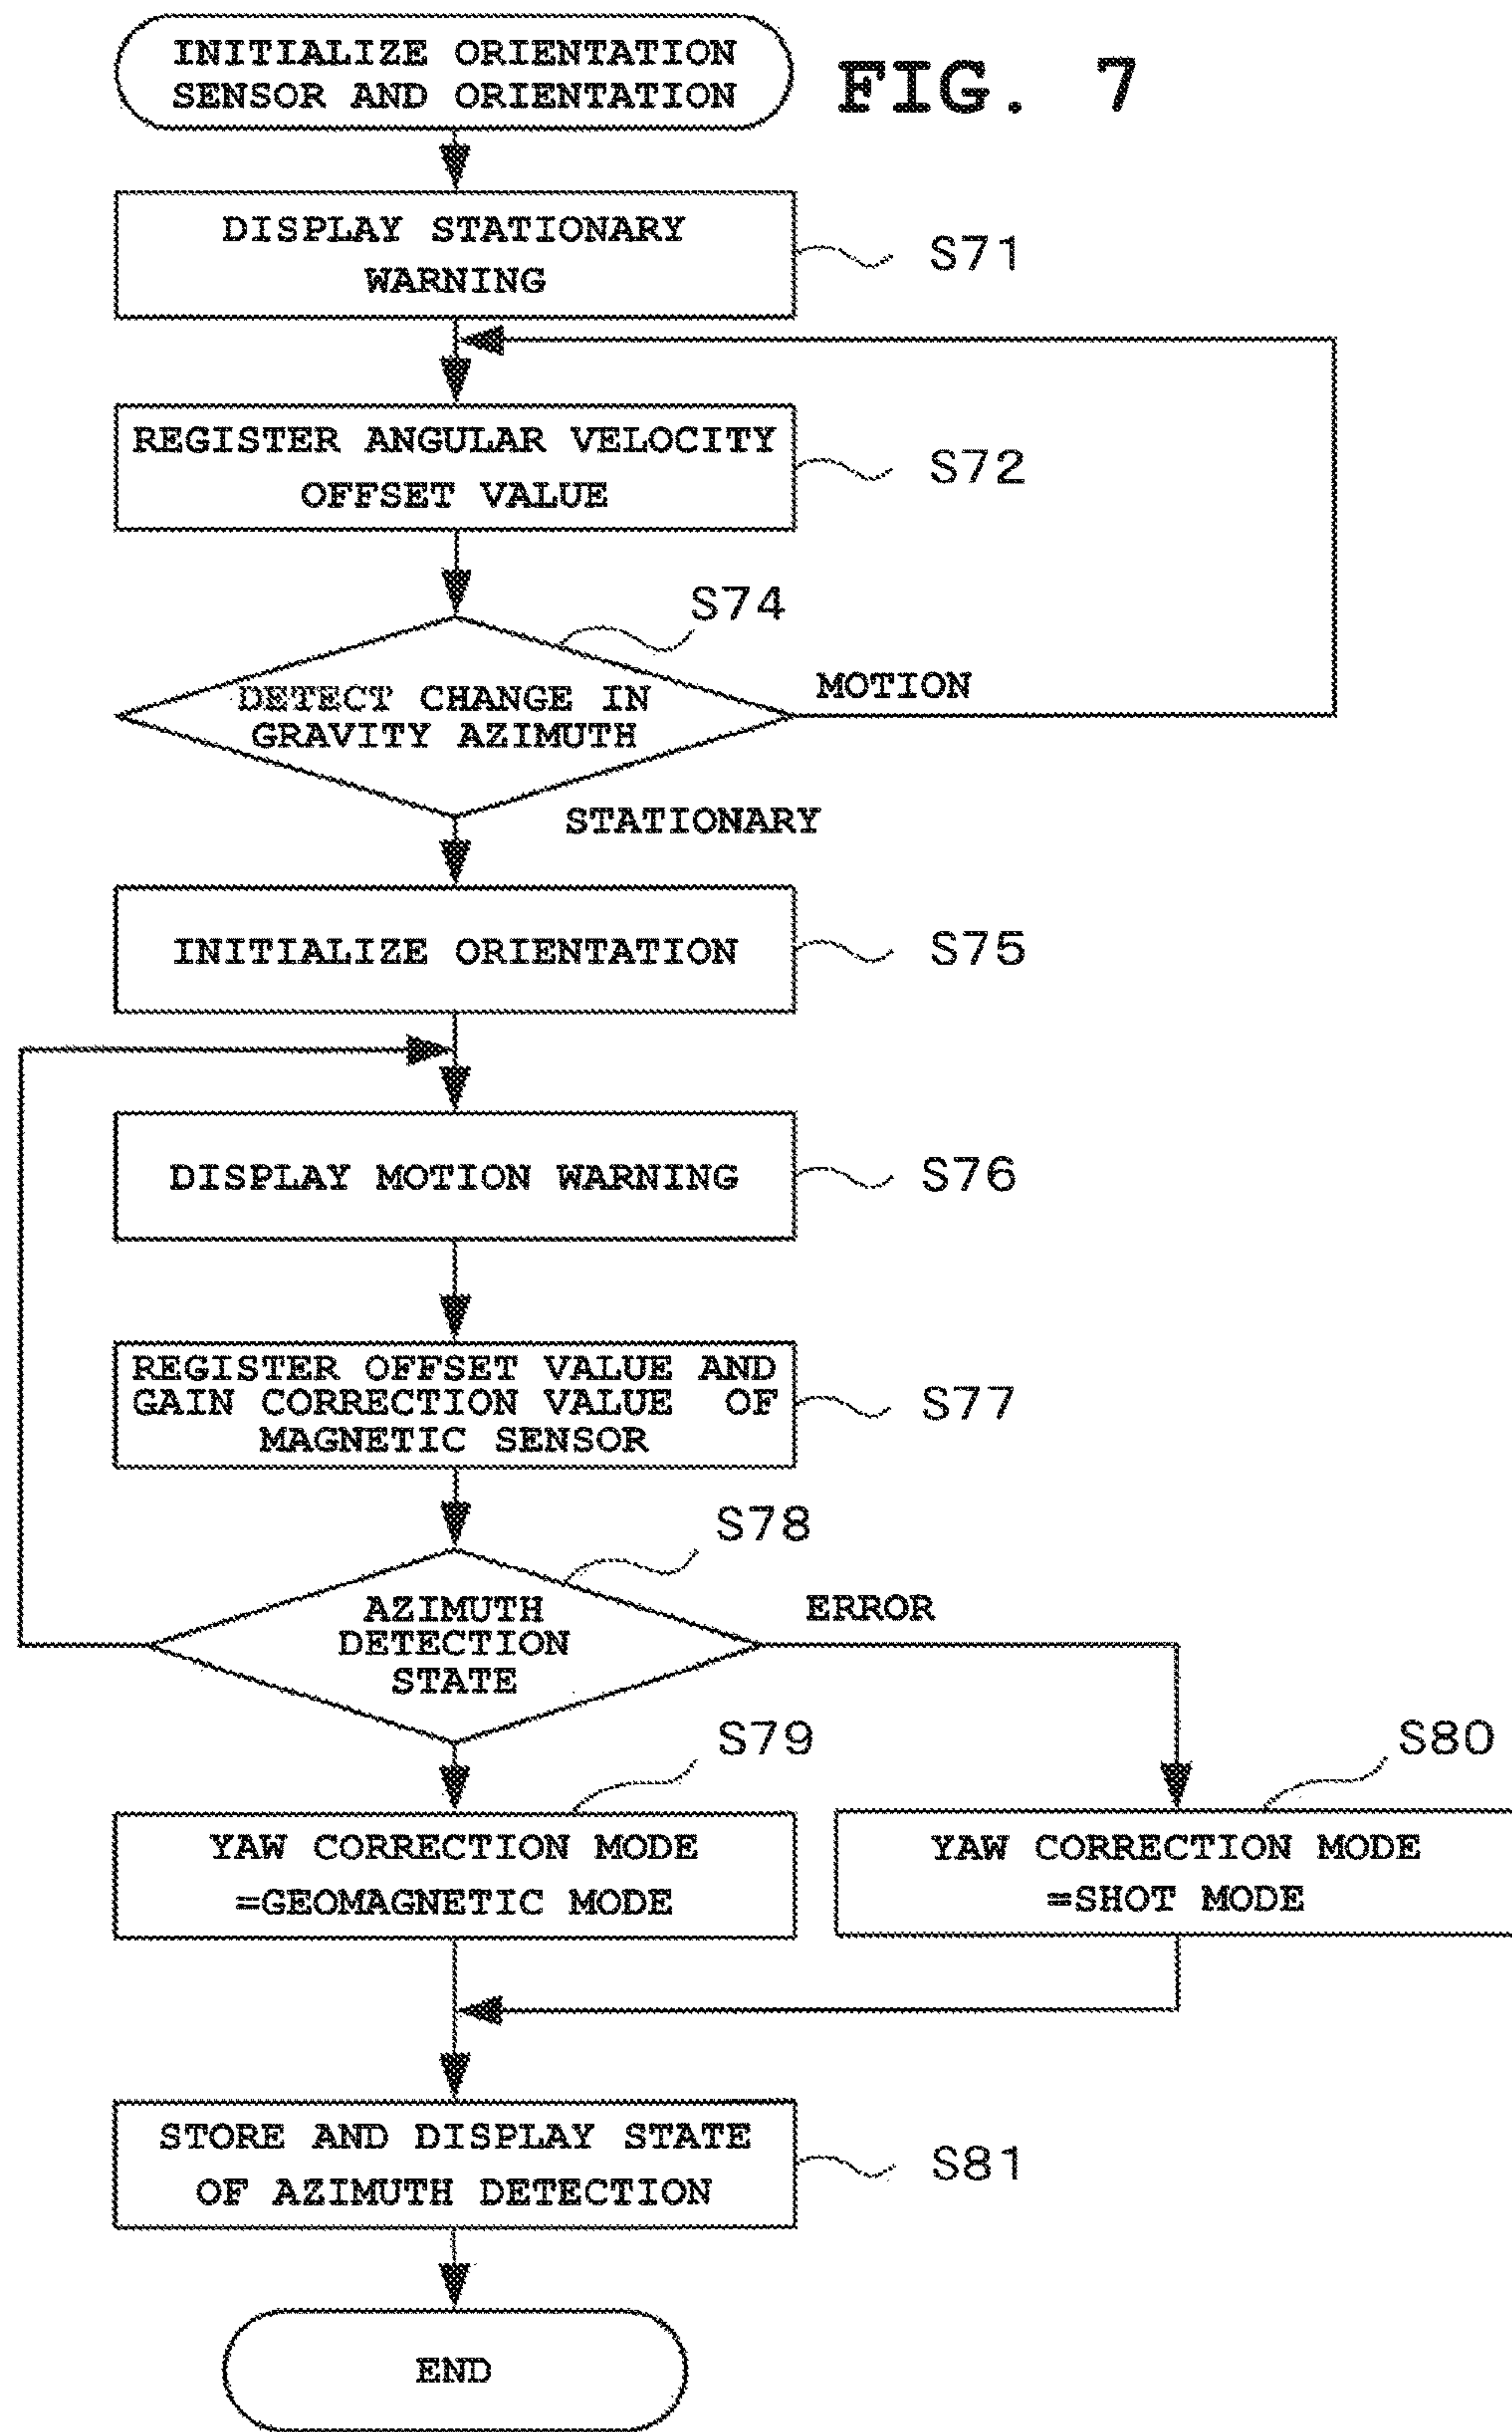 INITIALIZE ORIENTATION
SENSOR AND ORIENTATION
FIG. 7
DISPLAY STATIONARY
WARNING
S71
REGISTER ANGULAR VELOCITY
OFFSET VALUE
S72
S74
DETECT CHANGE IN
GRAVITY AZIMUTH
MOTION
STATIONARY
INITIALIZE ORIENTATION
S75
DISPLAY MOTION WARNING
S76
REGISTER OFFSET VALUE AND
GAIN CORRECTION VALUE OF
MAGNETIC SENSOR
S77
S78
AZIMUTH
DETECTION
STATE
ERROR
S79
YAW CORRECTION MODE
=GEOMAGNETIC MODE
S80
YAW CORRECTION MODE
=SHOT MODE
STORE AND DISPLAY STATE
OF AZIMUTH DETECTION
S81
END